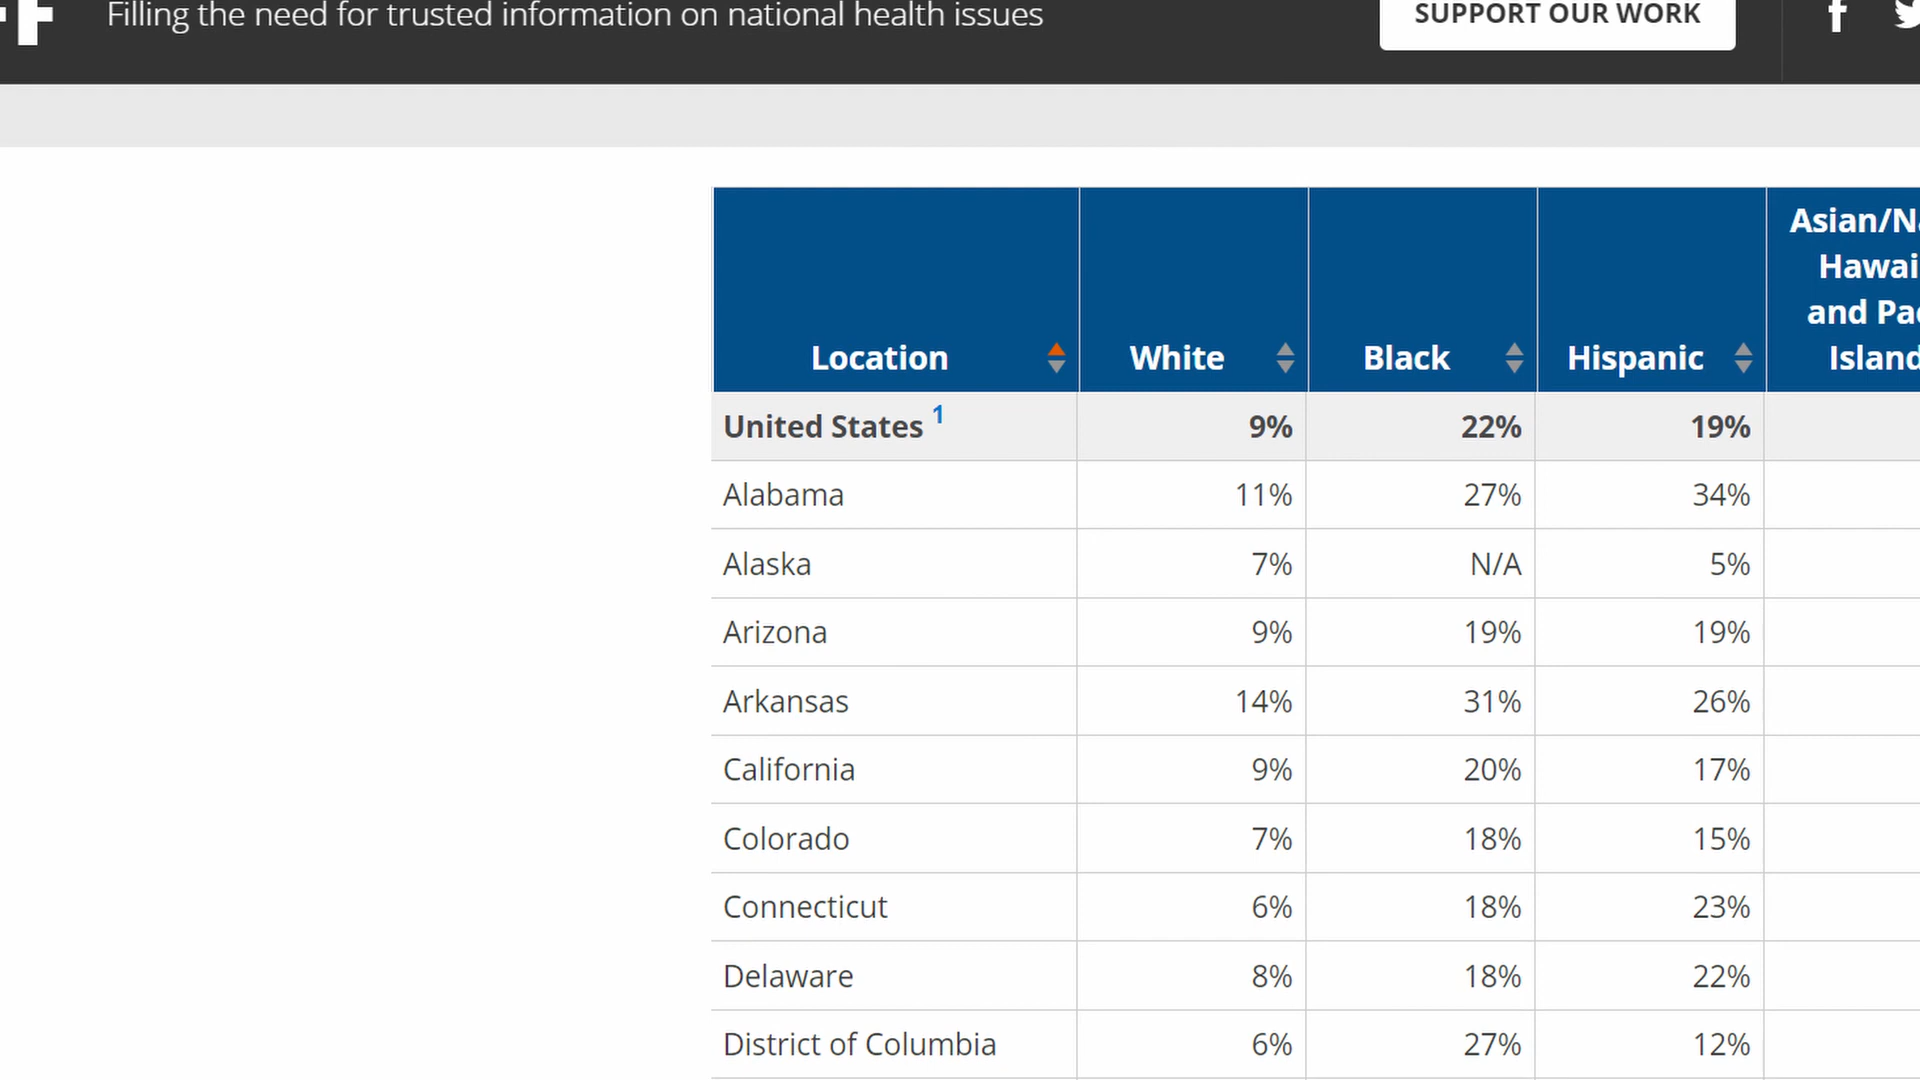 Filling the need for trusted information on national health issues
SUPPORT OUR WORK
Location White Black Hispanic
Asian/
and
United States 1 9% 22% 19%
Alabama 11% 27% 34%
Alaska 7% N/A 5%
Arizona 9% 19% 19%
Arkansas 14% 31% 26%
California 9% 20% 17%
Colorado 7% 18% 15%
Connecticut 6% 18% 23%
Delaware 8% 18% 22%
District of Columbia 6% 27% 12%